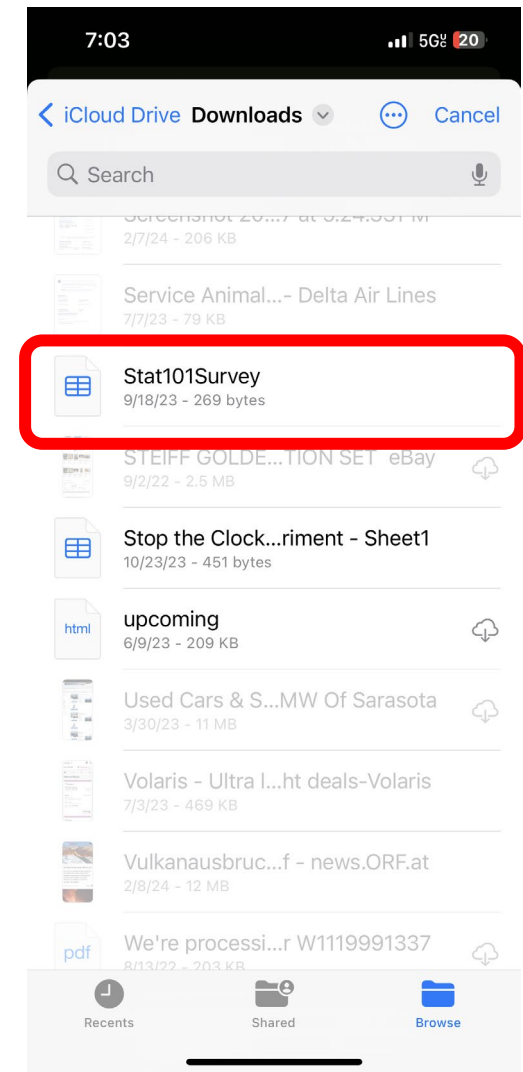 7:03 5G 20
iCloud Drive Downloads Cancel
Search
2/7/24 - 206 KB
Service Animal...- Delta Air Lines
7/7/23 - 79 KB
Stat101Survey
9/18/23 - 269 bytes
STEIFF GOLDE...TION SET eBay
9/2/22 - 2.5 MB
Stop the Clock...riment - Sheet1
10/23/23 - 451 bytes
html
upcoming
6/9/23 - 209 KB
Used Cars & S...MW Of Sarasota
3/30/23 - 11 MB
Volaris - Ultra l...ht deals-Volaris
7/3/23 - 469 KB
Vulkanausbruc...f - news.ORF.at
2/8/24 - 12 MB
pdf
We're processi...r W1119991337
8/13/22 - 203 KB
Recents Shared Browse